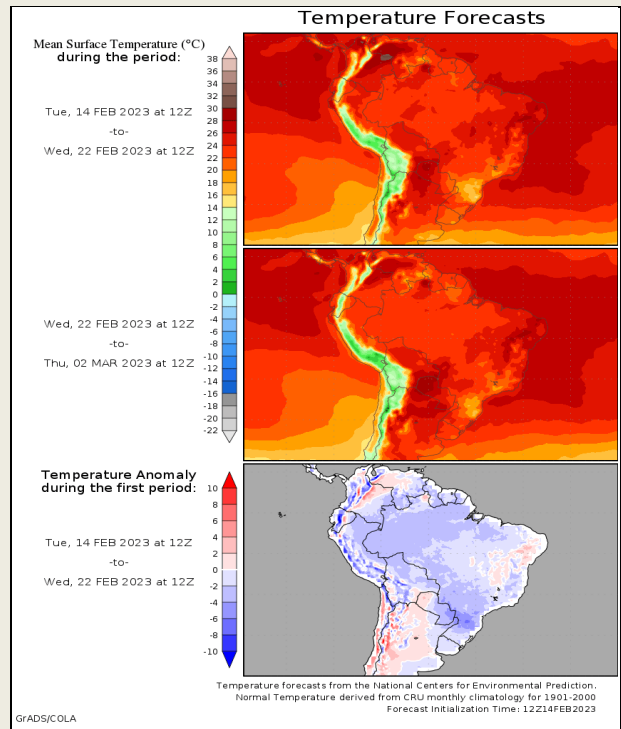 Temperature Forecasts
Mean Surface Temperature (°C)
during the period:
Tue, 14 FEB 2023 at 12Z
-to-
Wed, 22 FEB 2023 at 12Z
38
36
34
32
30
28
26
24
22
20
18
16
14
12
10
8
6
4
2
0
-2
-4
-6
-8
-10
-12
-14
-16
-18
-20
-22
Wed, 22 FEB 2023 at 12Z
-to-
Thu, 02 MAR 2023 at 12Z
Temperature Anomaly
during the first period:
Tue, 14 FEB 2023 at 12Z
-to-
Wed, 22 FEB 2023 at 12Z
10
8
6
4
2
0
-2
-4
-6
-8
-10
Temperature forecasts from the National Centers for Environmental Prediction.
Normal Temperature derived from CRU monthly climatology for 1901-2000
Forecast Initialization Time: 12Z14FEB2023
GrADS/COLA